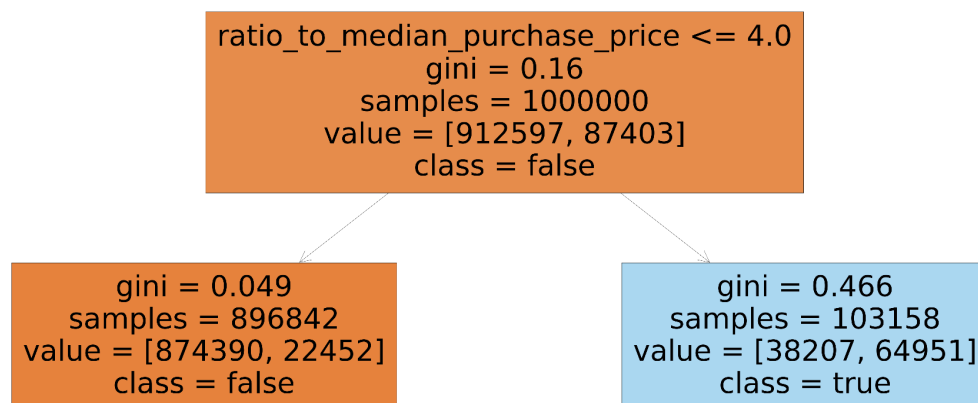 ratio_to_median_purchase_price <= 4.0
gini = 0.16
samples = 1000000
value = [912597, 87403]
class = false
gini = 0.049
samples = 896842
value = [874390, 22452]
class = false
gini = 0.466
samples = 103158
value = [38207, 64951]
class = true